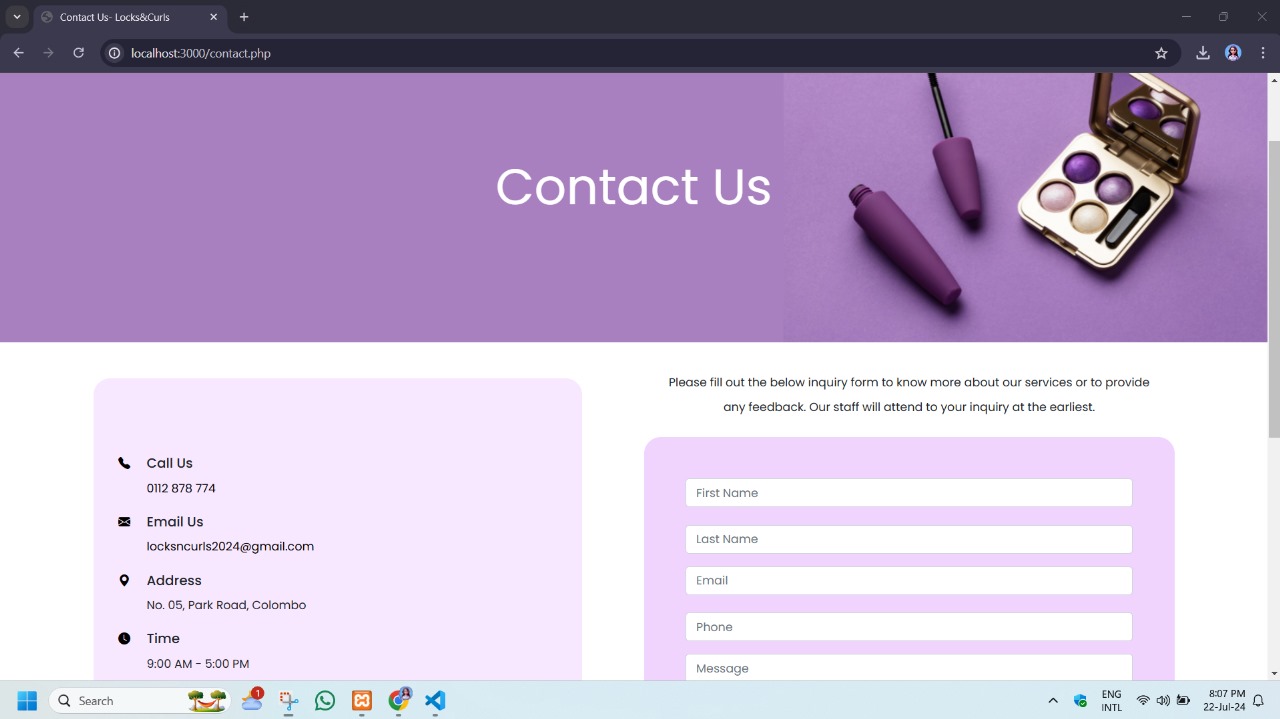 Contact Us- Locks&Curls
localhost:3000/contact.php
Contact Us
Please fill out the below inquiry form to know more about our services or to provide
any feedback. Our staff will attend to your inquiry at the earliest.
Call Us
0112 878 774
Email Us
locksncurls2024@gmail.com
Address
No. 05, Park Road, Colombo
Time
9:00 AM - 5:00 PM
First Name
Last Name
Email
Phone
Message
Search
1
ENG
INTL
8:07 PM
22-Jul-24